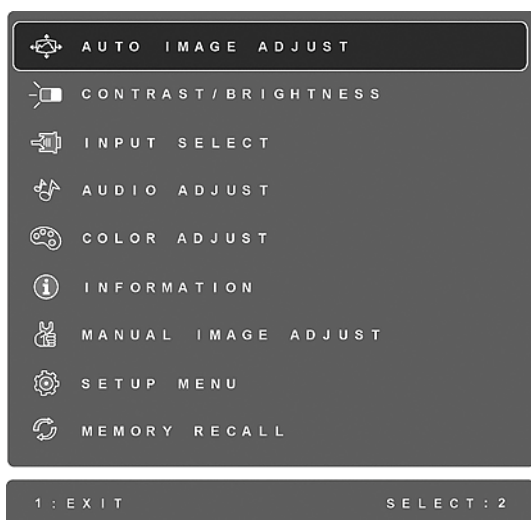 AUTO IMAGE ADJUST
CONTRAST/BRIGHTNESS
INPUT SELECT
AUDIO ADJUST
COLOR ADJUST
INFORMATION
MANUAL IMAGE ADJUST
SETUP MENU
MEMORY RECALL
1:EXIT SELECT:2